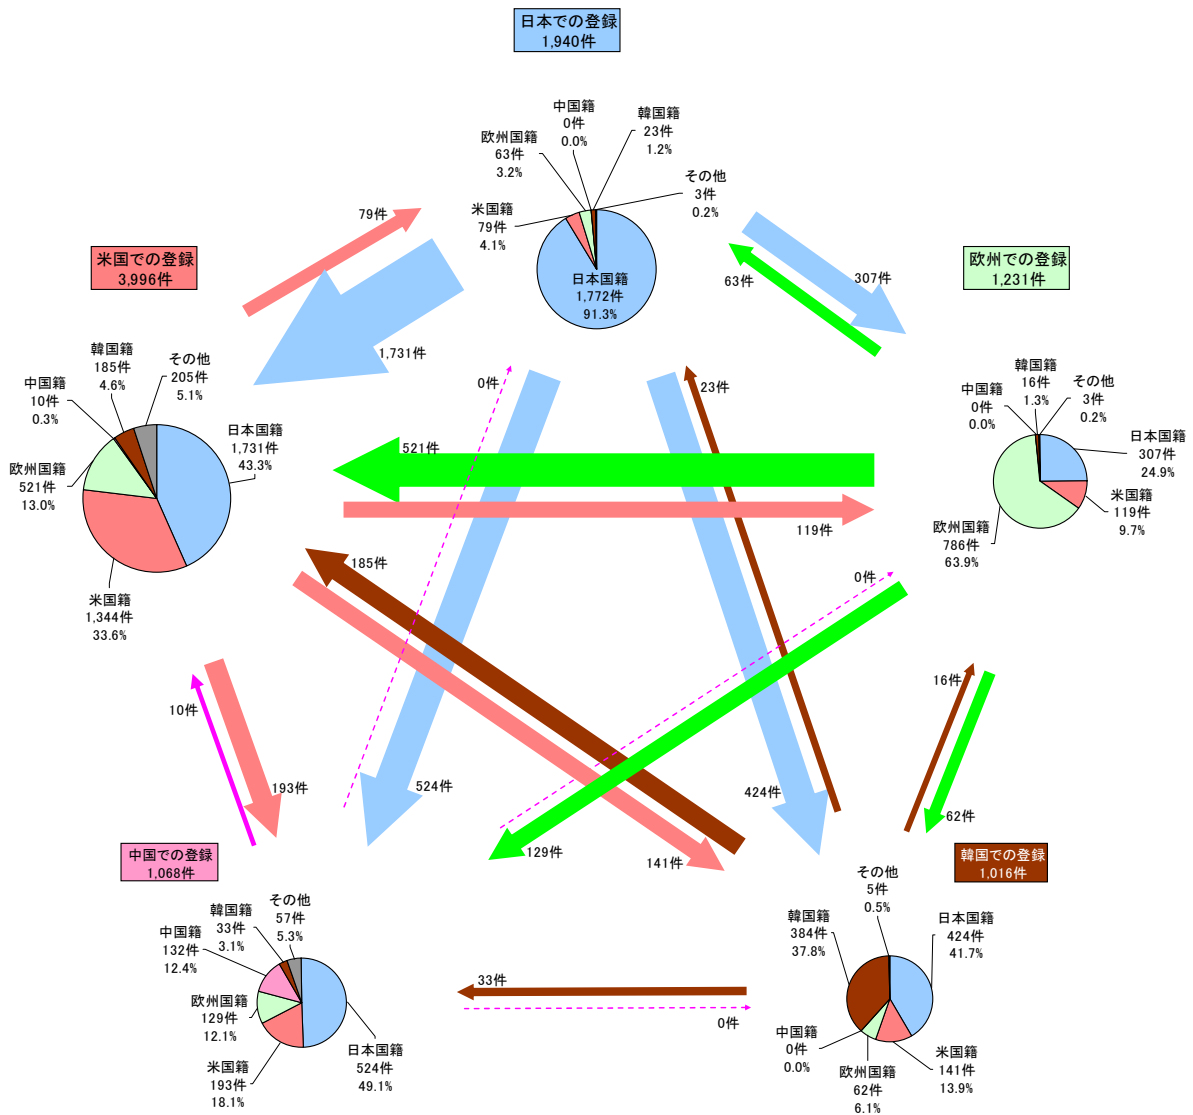 日本での登録
1,940件
中国籍
0件
0.0%
韓国籍
23件
1.2%
欧州国籍
63件
3.2%
その他
3件
0.2%
米国籍
79件
4.1%
日本国籍
1,772件
91.3%
79件
米国での登録
3,996件
欧州での登録
1,231件
307件
63件
1,731件
韓国籍
185件
4.6%
その他
205件
5.1%
中国籍
10件
0.3%
日本国籍
1,731件
43.3%
欧州国籍
521件
13.0%
米国籍
1,344件
33.6%
0件
23件
韓国籍
16件
1.3%
その他
3件
0.2%
中国籍
0件
0.0%
日本国籍
307件
24.9%
米国籍
119件
9.7%
欧州国籍
786件
63.9%
521件
119件
185件
0件
10件
193件
16件
62件
524件
424件
129件
141件
中国での登録
1,068件
韓国での登録
1,016件
その他
57件
5.3%
韓国籍
33件
3.1%
中国籍
132件
12.4%
欧州国籍
129件
12.1%
米国籍
193件
18.1%
日本国籍
524件
49.1%
33件
0件
その他
5件
0.5%
韓国籍
384件
37.8%
日本国籍
424件
41.7%
中国籍
0件
0.0%
欧州国籍
62件
6.1%
米国籍
141件
13.9%